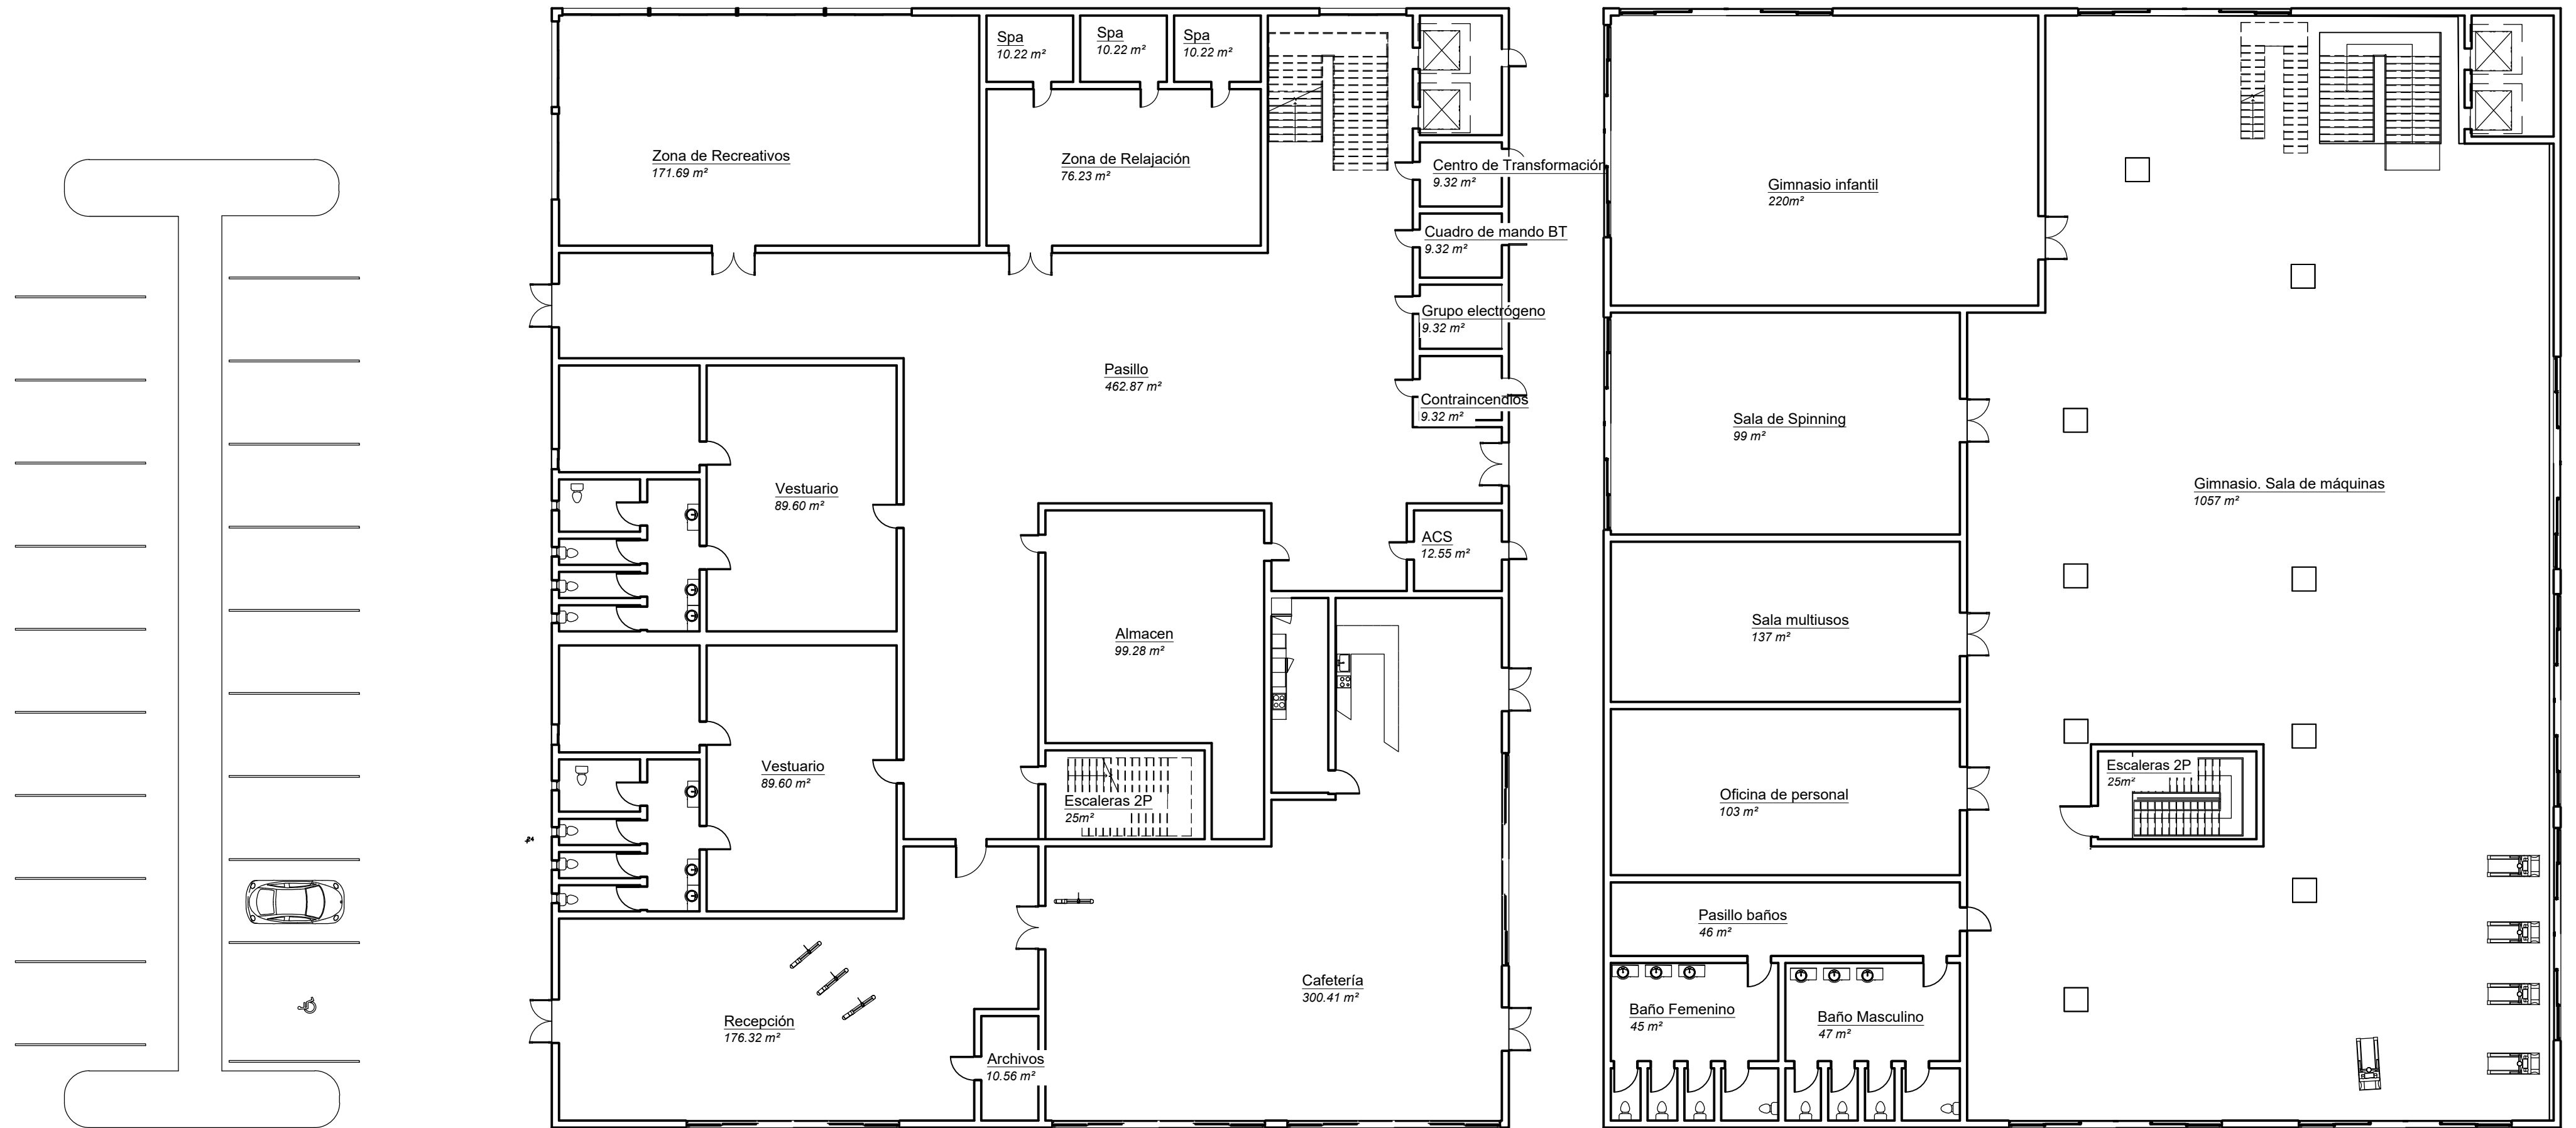 Spa
10.22 m²
Spa
10.22 m²
Spa
10.22 m²
Zona de Recreativos
171.69 m²
Zona de Relajación
76.23 m²
Centro de Transformación
9.32 m²
Cuadro de mando BT
9.32 m²
Grupo electrógeno
9.32 m²
Pasillo
462.87 m²
Contraincendios
9.32 m²
Vestuario
89.60 m²
ACS
12.55 m²
Almacen
99.28 m²
Vestuario
89.60 m²
Escaleras 2P
25m²
Cafetería
300.41 m²
Recepción
176.32 m²
Archivos
10.56 m²
Gimnasio infantil
220m²
Sala de Spinning
99 m²
Gimnasio. Sala de máquinas
1057 m²
Sala multiusos
137 m²
Escaleras 2P
25m²
Oficina de personal
103 m²
Pasillo baños
46 m²
Baño Femenino
45 m²
Baño Masculino
47 m²